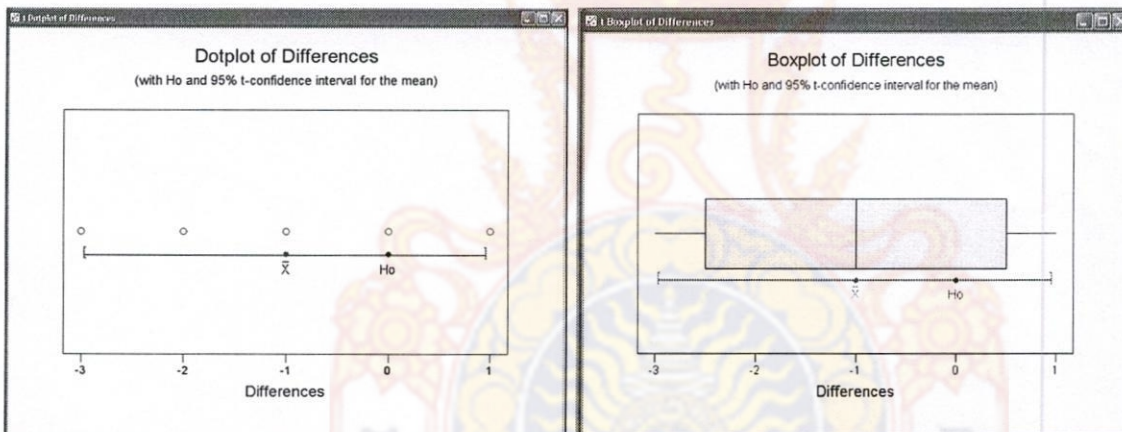 t Dotplot of Differences
Dotplot of Differences
(with Ho and 95% t-confidence interval for the mean)
X̄
Ho
-3 -2 -1 0 1
Differences
t Boxplot of Differences
Boxplot of Differences
(with Ho and 95% t-confidence interval for the mean)
X̄
Ho
-3 -2 -1 0 1
Differences